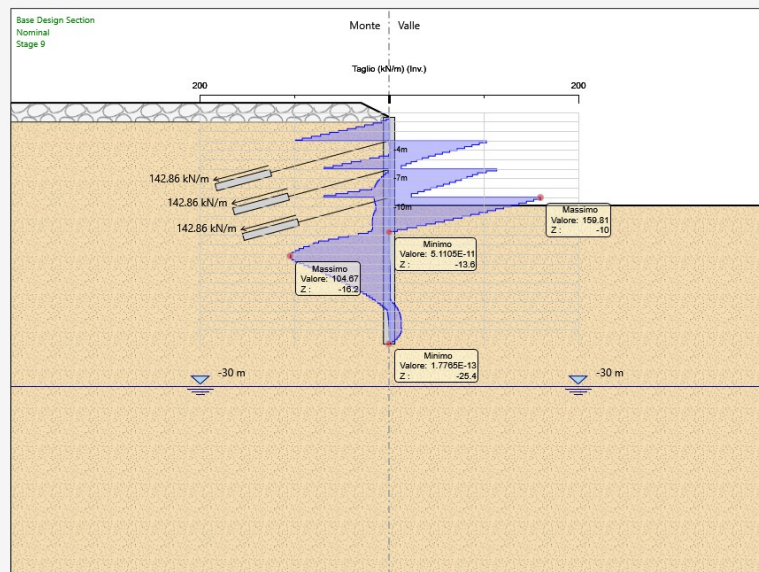 Base Design Section
Nominal
Stage 9
Monte
Valle
Taglio (kN/m) (Inv.)
200
0
200
-4m
142.86 kN/m
-7m
142.86 kN/m
-10m
142.86 kN/m
Massimo
Valore: 159.81
Z : -10
Minimo
Valore: 5.1105E-11
Z : -13.6
Massimo
Valore: 104.67
Z : -16.2
Minimo
Valore: 1.7765E-13
Z : -25.4
-30 m
-30 m